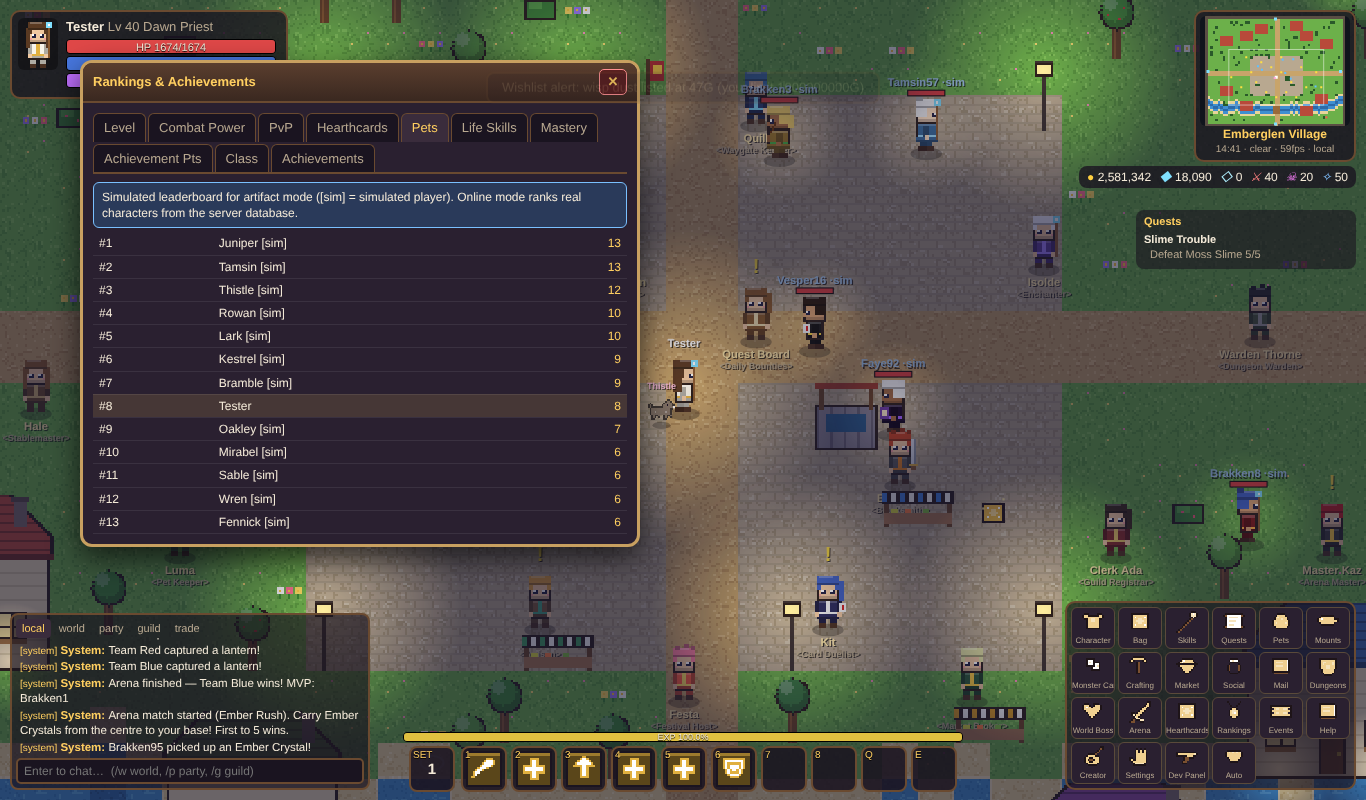 Tester Lv 40 Dawn Priest
HP 1674/1674
Rankings & Achievements
×
Level
Combat Power
PvP
Hearthcards
Pets
Life Skills
Mastery
Achievement Pts
Class
Achievements
Simulated leaderboard for artifact mode ([sim] = simulated player). Online mode ranks real
characters from the server database.
#1 Juniper [sim] 13
#2 Tamsin [sim] 13
#3 Thistle [sim] 12
#4 Rowan [sim] 10
#5 Lark [sim] 10
#6 Kestrel [sim] 9
#7 Bramble [sim] 9
#8 Tester 8
#9 Oakley [sim] 7
#10 Mirabel [sim] 6
#11 Sable [sim] 6
#12 Wren [sim] 6
#13 Fennick [sim] 6
Wishlist alert:
Tamsin57 ·sim
Emberglen Village
14:41 · clear · 59fps · local
2,581,342
18,090
0
40
20
50
Quests
Slime Trouble
Defeat Moss Slime 5/5
Isolde
<Enchanter>
Vesper16 ·sim
Quest Board
<Daily Bounties>
Tester
Thistle
Faye92 ·sim
Warden Thorne
<Dungeon Warden>
Hale
<Stablemaster>
Brakken8 ·sim
Clerk Ada
<Guild Registrar>
Master Kaz
<Arena Master>
Luma
<Pet Keeper>
Kit
<Card Duelist>
Festa
<Festival Host>
local
world
party
guild
trade
[system] System: Team Red captured a lantern!
[system] System: Team Blue captured a lantern!
[system] System: Arena finished — Team Blue wins! MVP:
Brakken1
[system] System: Arena match started (Ember Rush). Carry Ember
Crystals from the centre to your base! First to 5 wins.
[system] System: Brakken95 picked up an Ember Crystal!
Enter to chat… (/w world, /p party, /g guild)
EXP 100.0%
SET
1
1
2
3
4
5
6
7
8
Q
E
Character
Bag
Skills
Quests
Pets
Mounts
Monster Ca
Crafting
Market
Social
Mail
Dungeons
World Boss
Arena
Hearthcards
Rankings
Events
Help
Creator
Settings
Dev Panel
Auto